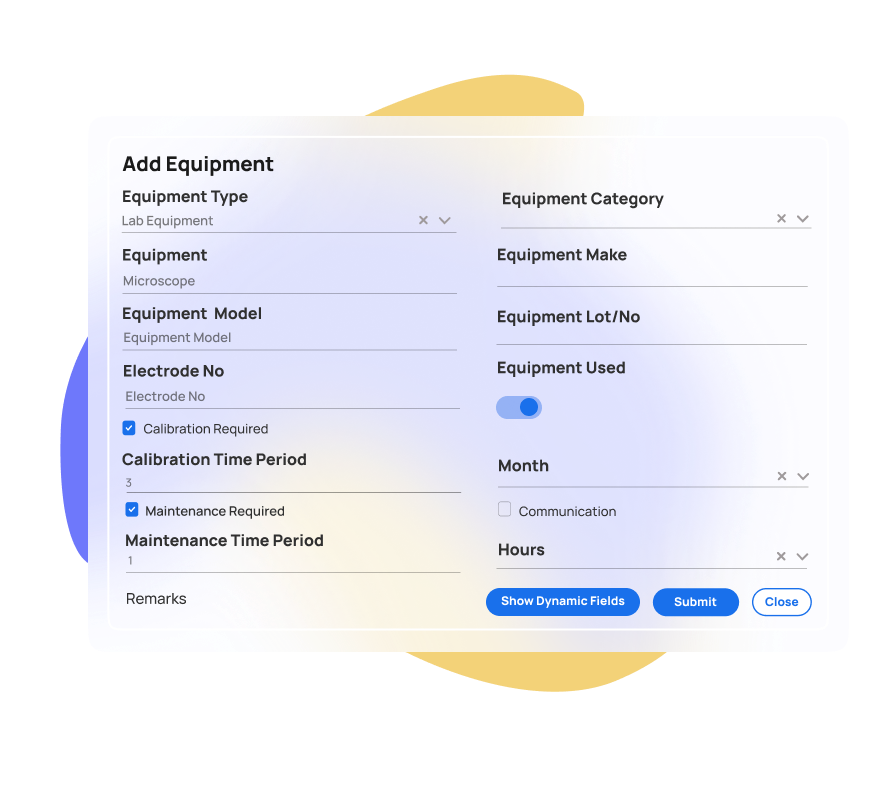 Add Equipment
Equipment Type
Lab Equipment
Equipment Category
Equipment
Microscope
Equipment Make
Equipment Model
Equipment Model
Equipment Lot/No
Electrode No
Electrode No
Equipment Used
Calibration Required
Calibration Time Period
3
Month
Maintenance Required
Communication
Maintenance Time Period
1
Hours
Remarks
Show Dynamic Fields
Submit
Close